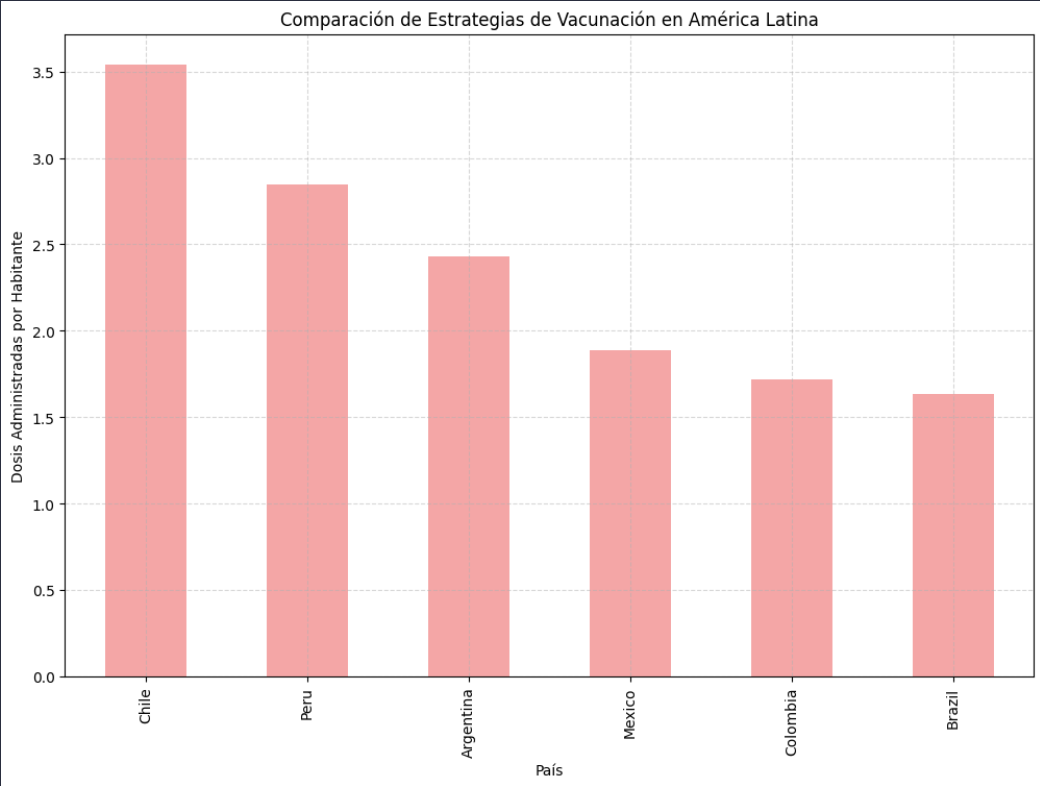 Comparación de Estrategias de Vacunación en América Latina
Dosis Administradas por Habitante
3.5
3.0
2.5
2.0
1.5
1.0
0.5
0.0
Chile
Peru
Argentina
Mexico
Colombia
Brazil
País